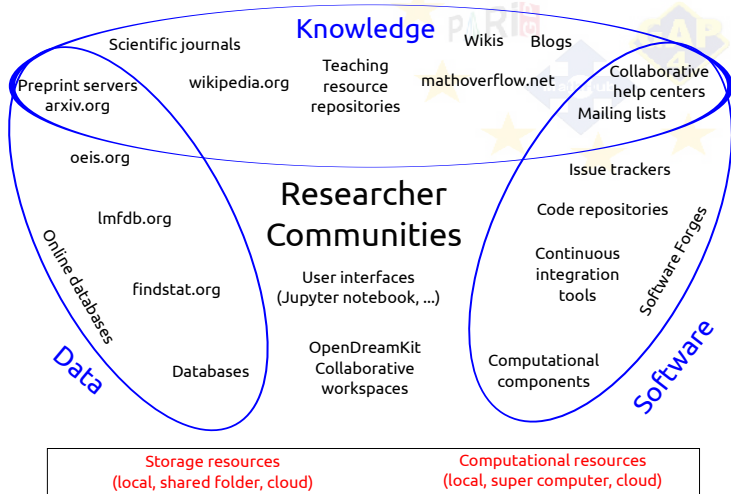 Knowledge
PARI
GAP
Scientific journals
Wikis
Blogs
Preprint servers
arxiv.org
wikipedia.org
Teaching
resource
repositories
mathoverflow.net
Collaborative
help centers
Mailing lists
oeis.org
Issue trackers
lmfdb.org
Researcher
Communities
Code repositories
Online databases
findstat.org
User interfaces
(Jupyter notebook, ...)
Continuous
integration
tools
Software Forges
Data
Databases
OpenDreamKit
Collaborative
workspaces
Computational
components
Software
Storage resources
(local, shared folder, cloud)
Computational resources
(local, super computer, cloud)